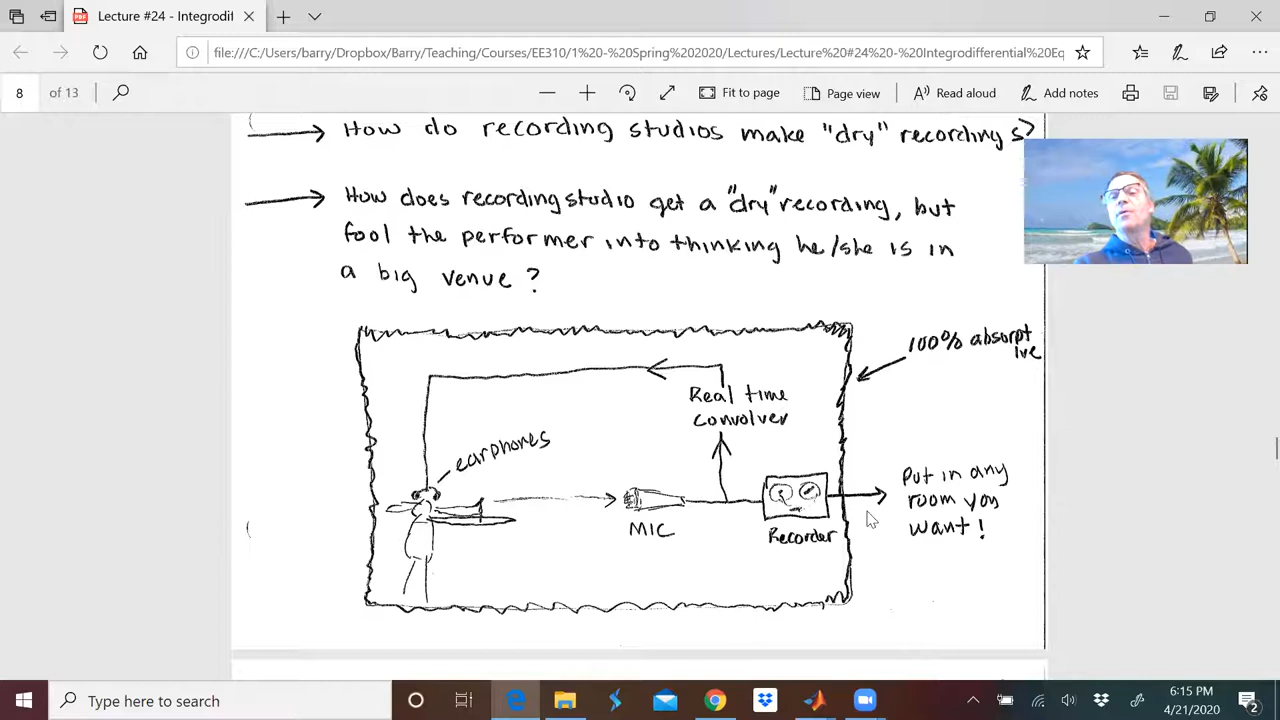 Lecture #24 - Integrodif
file:///C:/Users/barry/Dropbox/Barry/Teaching/Courses/EE310/1%20-%20Spring%202020/Lectures/Lecture%20#24%20-%20Integrodifferential%20Eq
8 of 13
Fit to page
Page view
Read aloud
Add notes
How do recording studios make "dry" recordings?
How does recording studio get a "dry" recording, but
fool the performer into thinking he/she is in
a big venue?
100% absorpt
ive
Real time
convolver
earphones
MIC
Recorder
Put in any
room you
want!
Type here to search
6:15 PM
4/21/2020
2